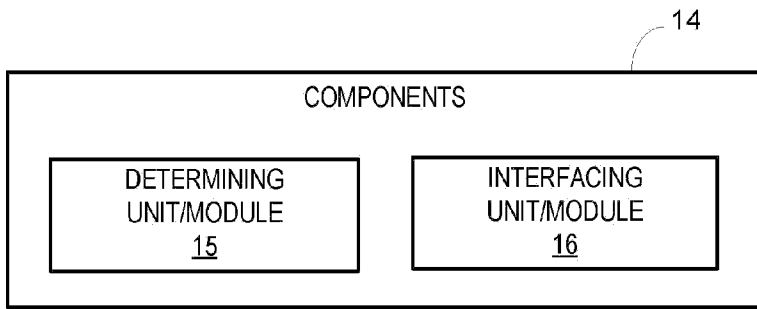 14
COMPONENTS
DETERMINING
UNIT/MODULE
15
INTERFACING
UNIT/MODULE
16